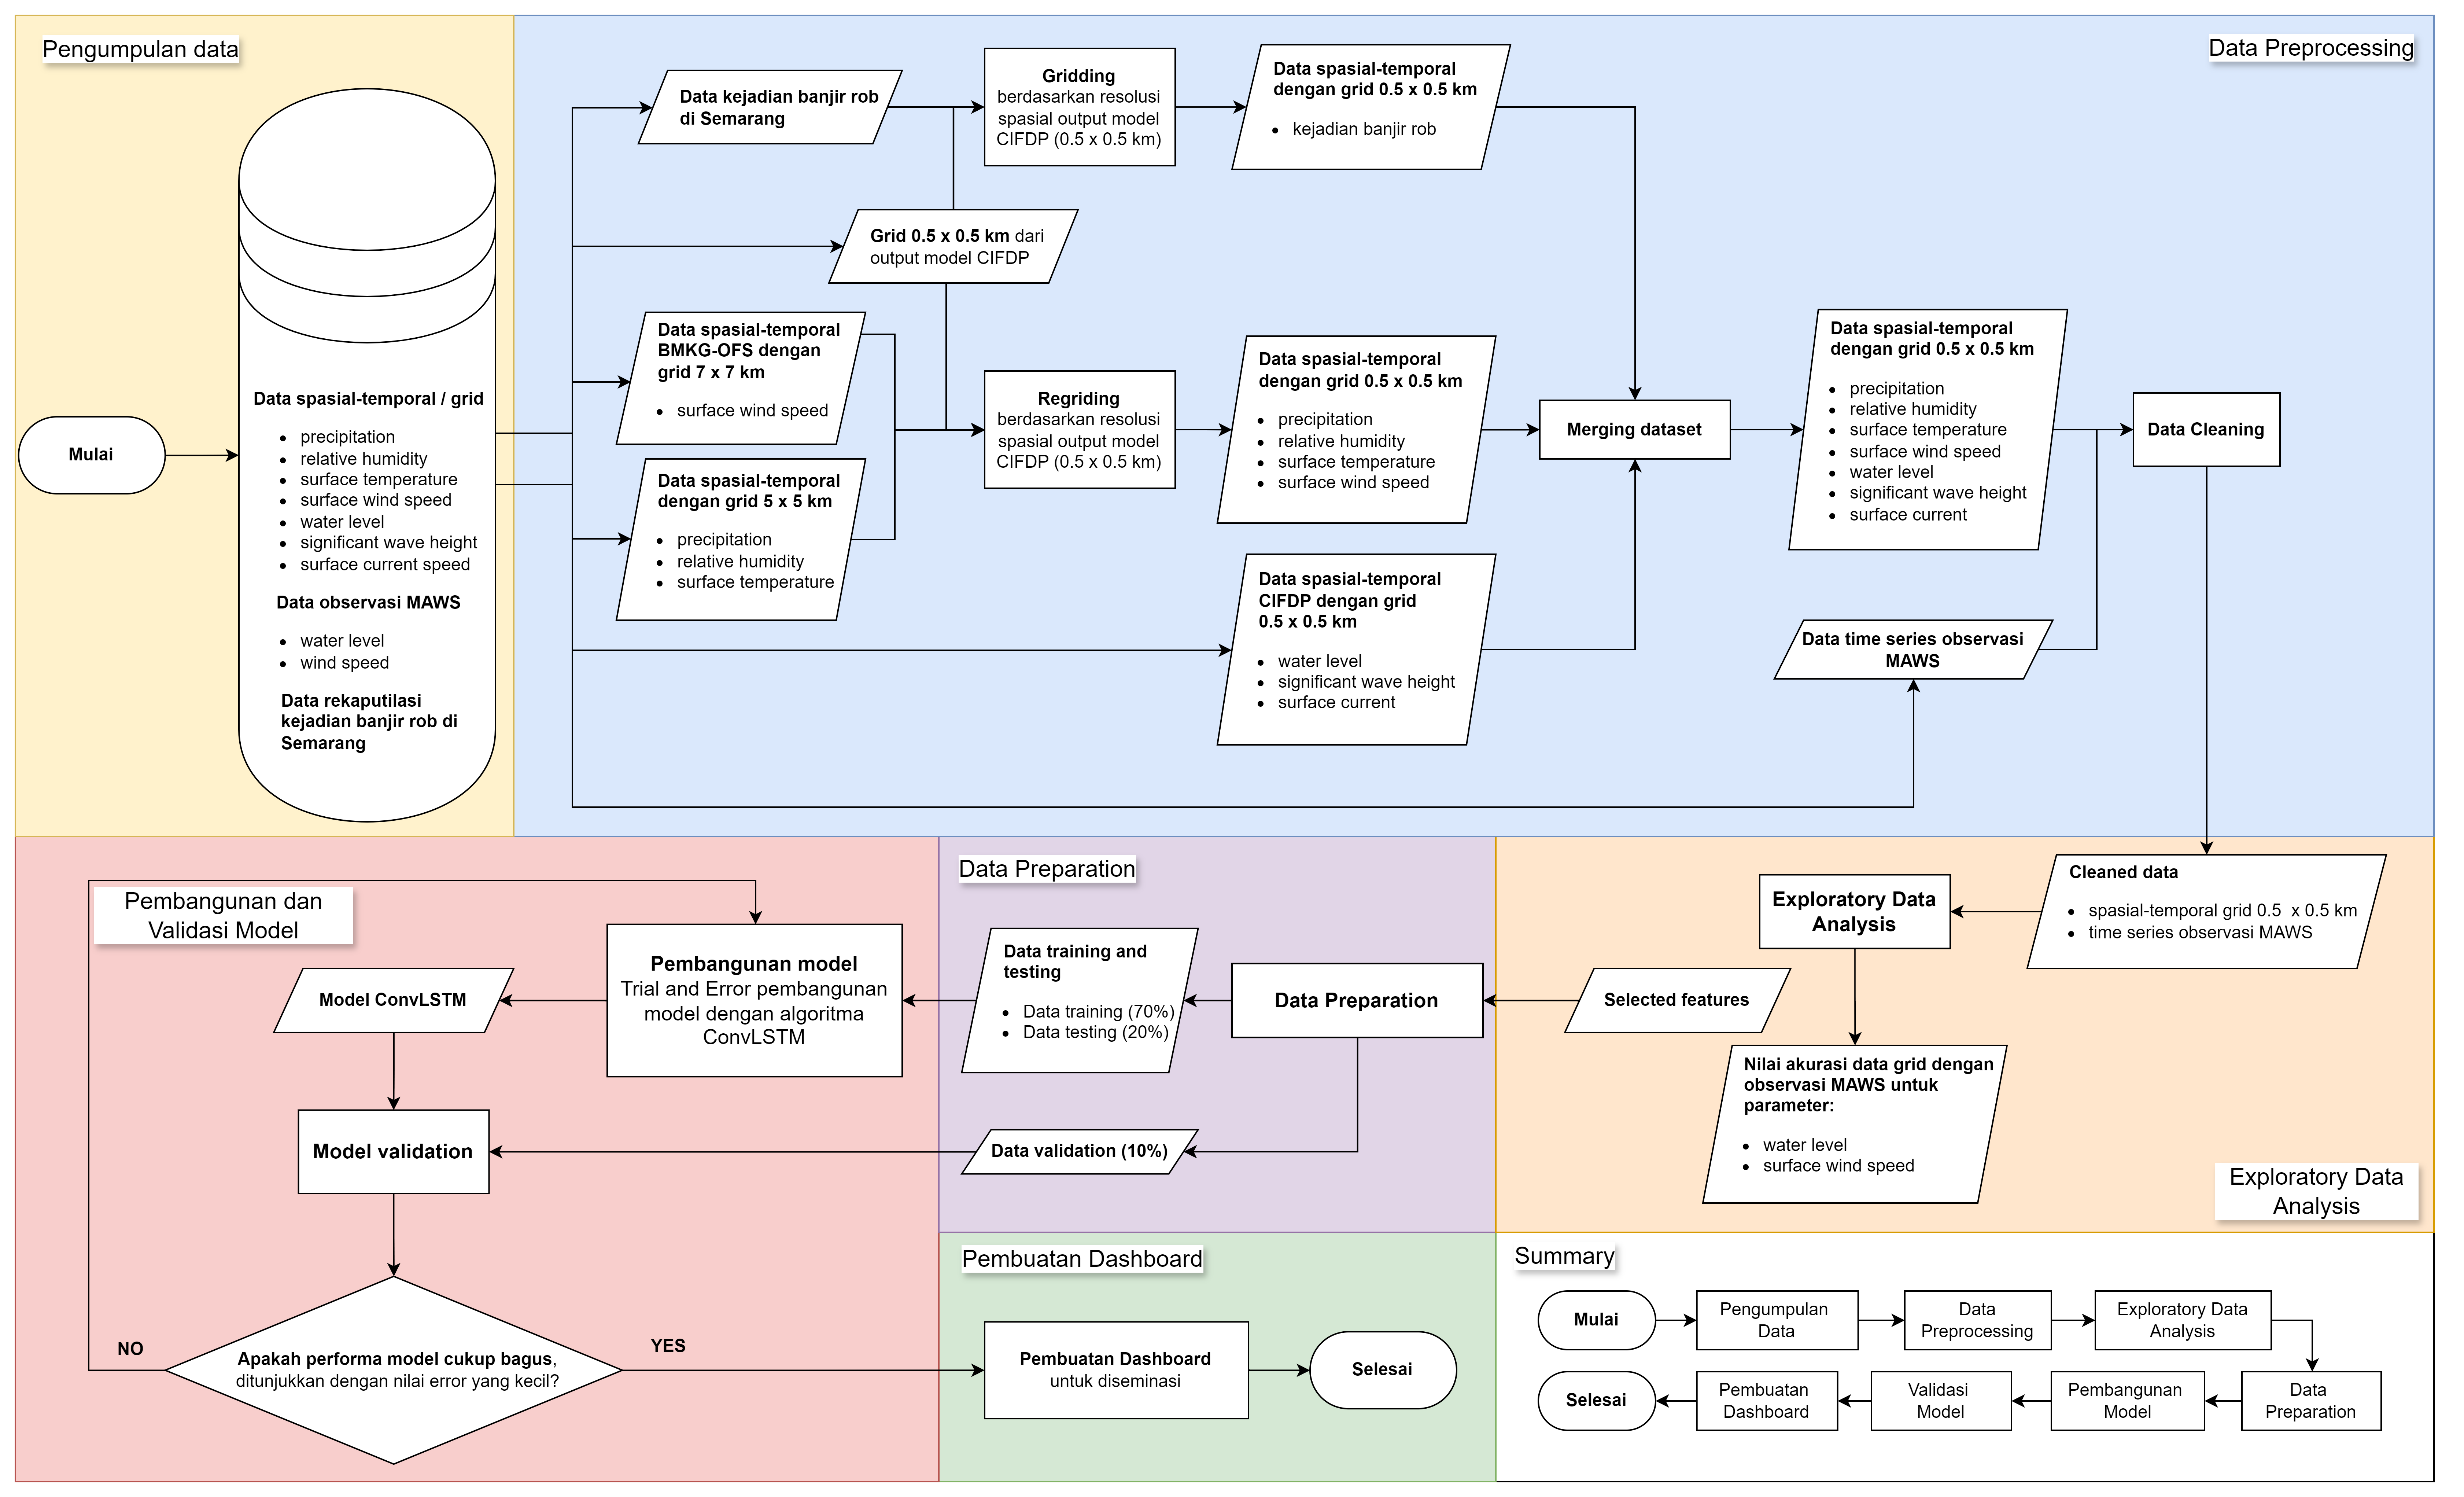 Pengumpulan data
Mulai
Data spasial-temporal / grid
• precipitation
• relative humidity
• surface temperature
• surface wind speed
• water level
• significant wave height
• surface current speed
Data observasi MAWS
• water level
• wind speed
Data rekaputilasi
kejadian banjir rob di
Semarang
Data Preprocessing
Data kejadian banjir rob
di Semarang
Gridding
berdasarkan resolusi
spasial output model
CIFDP (0.5 x 0.5 km)
Data spasial-temporal
dengan grid 0.5 x 0.5 km
• kejadian banjir rob
Grid 0.5 x 0.5 km dari
output model CIFDP
Data spasial-temporal
BMKG-OFS dengan
grid 7 x 7 km
• surface wind speed
Data spasial-temporal
dengan grid 5 x 5 km
• precipitation
• relative humidity
• surface temperature
Regriding
berdasarkan resolusi
spasial output model
CIFDP (0.5 x 0.5 km)
Data spasial-temporal
dengan grid 0.5 x 0.5 km
• precipitation
• relative humidity
• surface temperature
• surface wind speed
Data spasial-temporal
CIFDP dengan grid
0.5 x 0.5 km
• water level
• significant wave height
• surface current
Merging dataset
Data spasial-temporal
dengan grid 0.5 x 0.5 km
• precipitation
• relative humidity
• surface temperature
• surface wind speed
• water level
• significant wave height
• surface current
Data time series observasi
MAWS
Data Cleaning
Cleaned data
• spasial-temporal grid 0.5 x 0.5 km
• time series observasi MAWS
Exploratory Data
Analysis
Selected features
Nilai akurasi data grid dengan
observasi MAWS untuk
parameter:
• water level
• surface wind speed
Exploratory Data
Analysis
Data Preparation
Data Preparation
Data training and
testing
• Data training (70%)
• Data testing (20%)
Data validation (10%)
Pembangunan dan
Validasi Model
Pembangunan model
Trial and Error pembangunan
model dengan algoritma
ConvLSTM
Model ConvLSTM
Model validation
Apakah performa model cukup bagus,
ditunjukkan dengan nilai error yang kecil?
NO
YES
Pembuatan Dashboard
Pembuatan Dashboard
untuk diseminasi
Selesai
Summary
Mulai
Pengumpulan
Data
Data
Preprocessing
Exploratory Data
Analysis
Selesai
Pembuatan
Dashboard
Validasi
Model
Pembangunan
Model
Data
Preparation